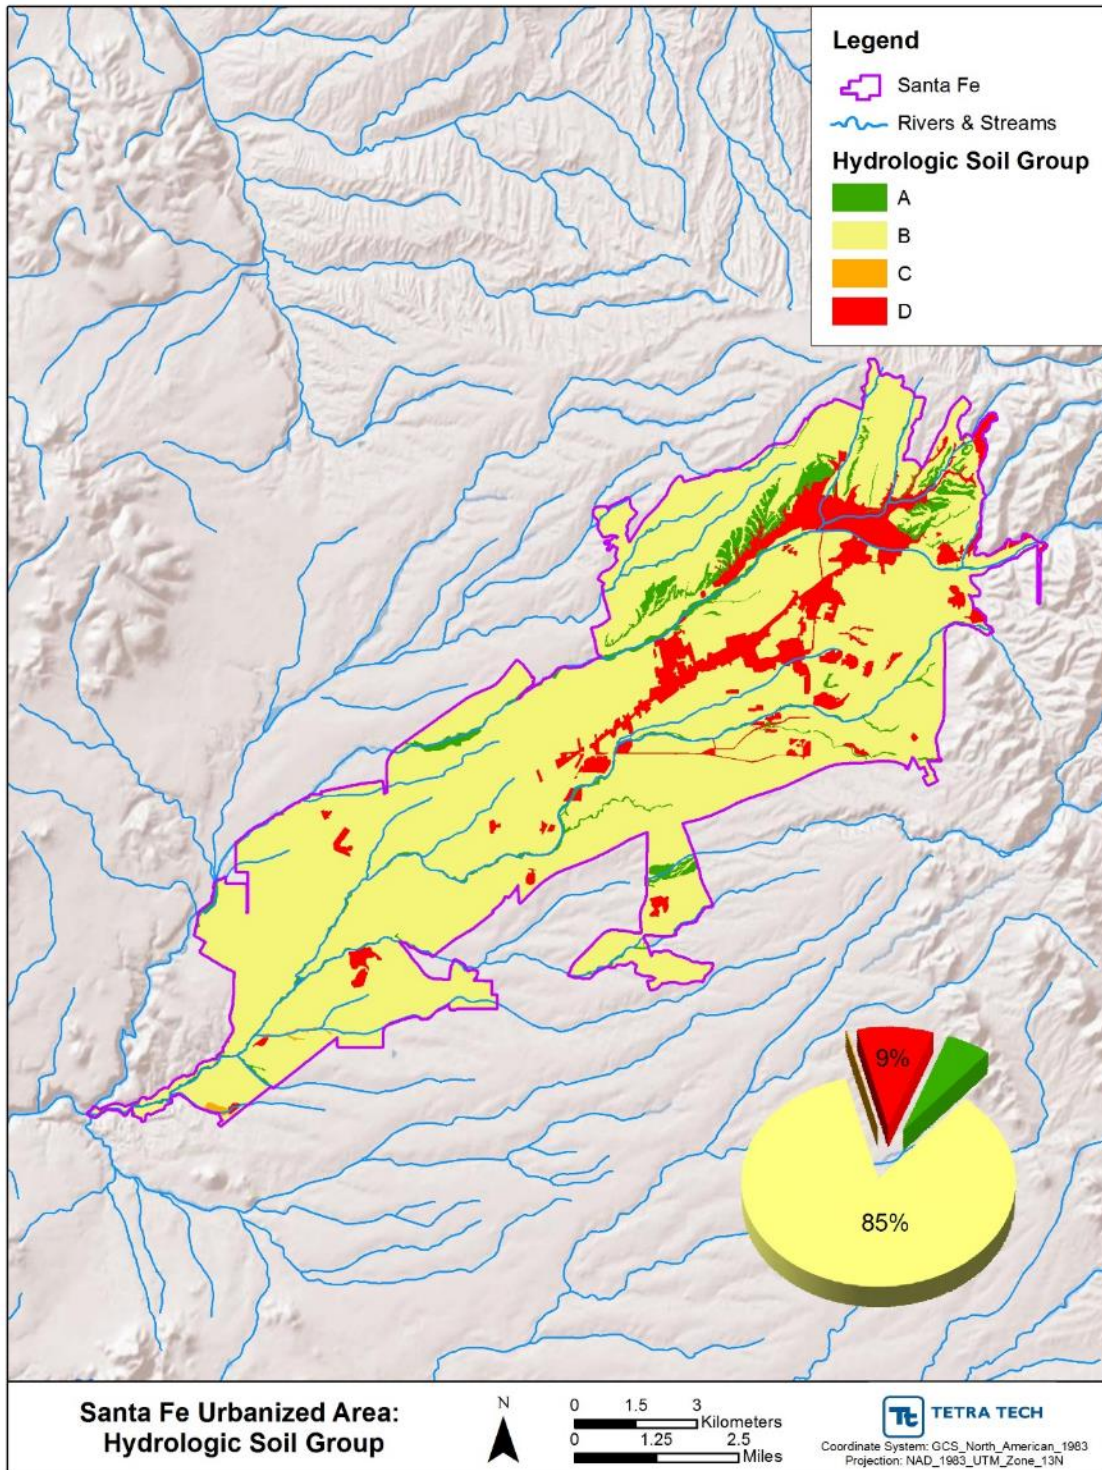 Legend
Santa Fe
Rivers & Streams
Hydrologic Soil Group
A
B
C
D
9%
85%
Santa Fe Urbanized Area:
Hydrologic Soil Group
N
0 1.5 3
Kilometers
0 1.25 2.5
Miles
Tt TETRA TECH
Coordinate System: GCS_North_American_1983
Projection: NAD_1983_UTM_Zone_13N